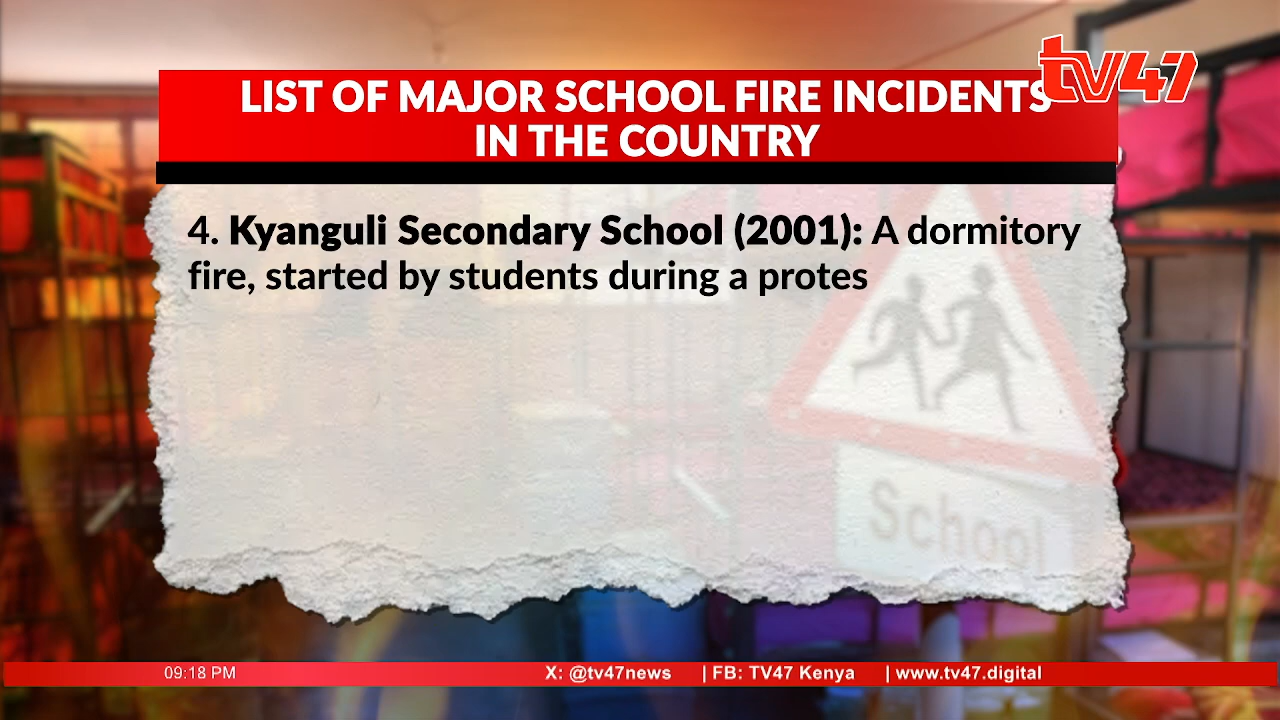 tv47
LIST OF MAJOR SCHOOL FIRE INCIDENTS
IN THE COUNTRY
4. Kyanguli Secondary School (2001): A dormitory
fire, started by students during a protes
School
09:18 PM X: @tv47news | FB: TV47 Kenya | www.tv47.digital